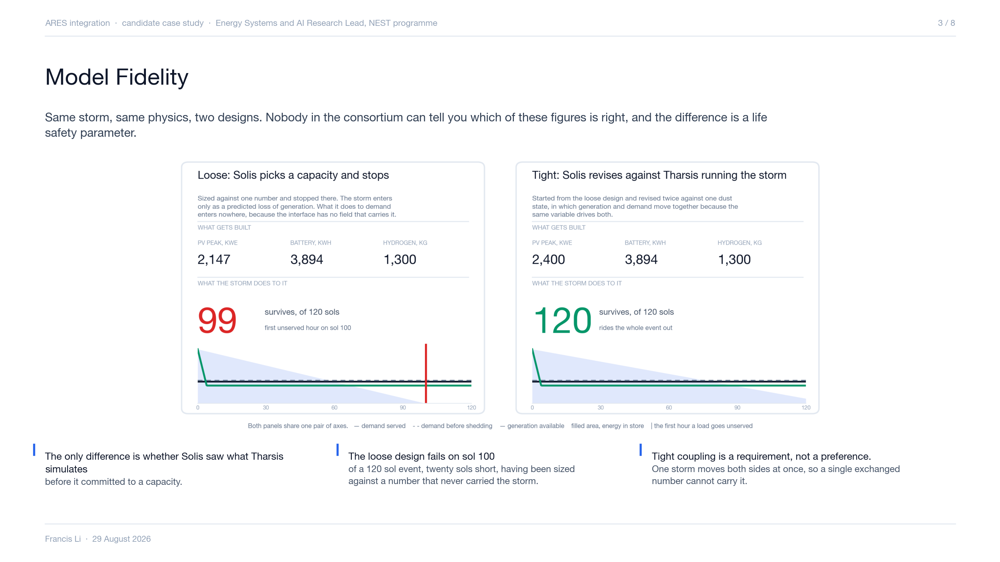 ARES integration · candidate case study · Energy Systems and AI Research Lead, NEST programme
3 / 8
Model Fidelity
Same storm, same physics, two designs. Nobody in the consortium can tell you which of these figures is right, and the difference is a life
safety parameter.
Loose: Solis picks a capacity and stops
Sized against one number and stopped there. The storm enters
only as a predicted loss of generation. What it does to demand
enters nowhere, because the interface has no field that carries it.
WHAT GETS BUILT
PV PEAK, KWE BATTERY, KWH HYDROGEN, KG
2,147 3,894 1,300
WHAT THE STORM DOES TO IT
99
survives, of 120 sols
first unserved hour on sol 100
0 30 60 90 120
Tight: Solis revises against Tharsis running the storm
Started from the loose design and revised twice against one dust
state, in which generation and demand move together because the
same variable drives both.
WHAT GETS BUILT
PV PEAK, KWE BATTERY, KWH HYDROGEN, KG
2,400 3,894 1,300
WHAT THE STORM DOES TO IT
120
survives, of 120 sols
rides the whole event out
0 30 60 90 120
Both panels share one pair of axes. — demand served - - demand before shedding — generation available filled area, energy in store | the first hour a load goes unserved
The only difference is whether Solis saw what Tharsis
simulates
before it committed to a capacity.
The loose design fails on sol 100
of a 120 sol event, twenty sols short, having been sized
against a number that never carried the storm.
Tight coupling is a requirement, not a preference.
One storm moves both sides at once, so a single exchanged
number cannot carry it.
Francis Li · 29 August 2026